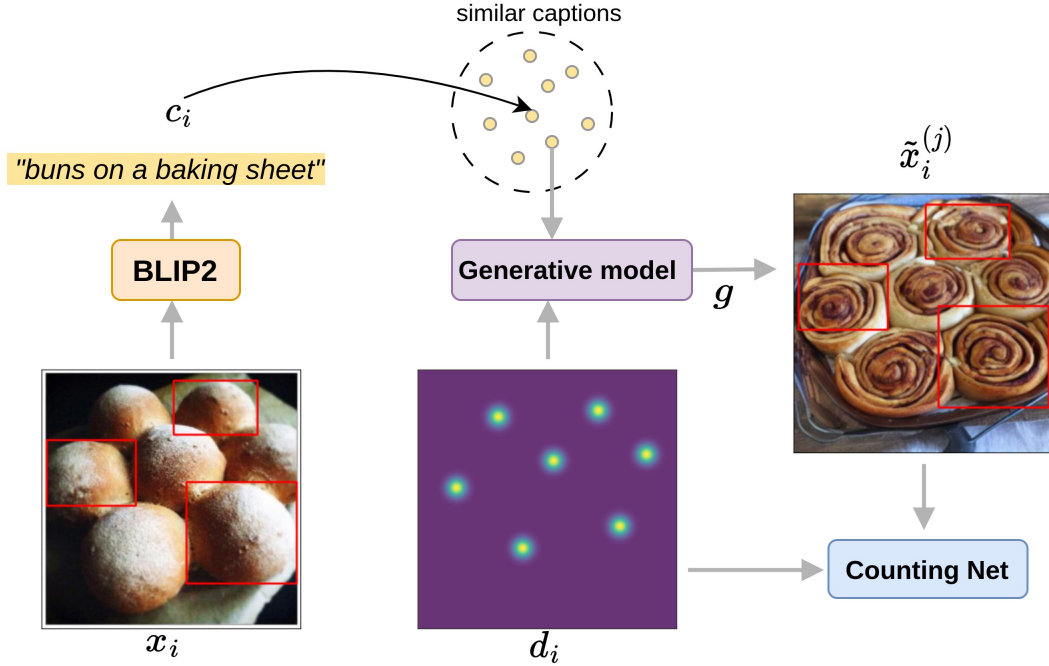 similar captions
c_i
"buns on a baking sheet"
x̃_i^{(j)}
BLIP2
Generative model
g
Counting Net
x_i
d_i